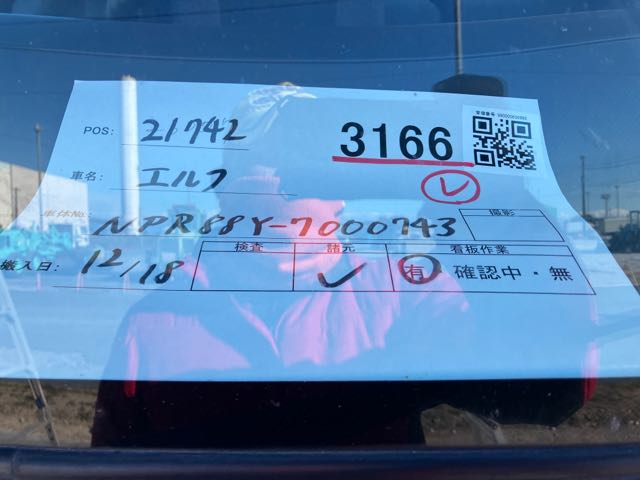 POS: 21742
3166
車名: エルフ
車体No. NPR88Y-7000743
撮影
搬入日: 12/18
検査 諸元 看板作業
✓ 有・確認中・無